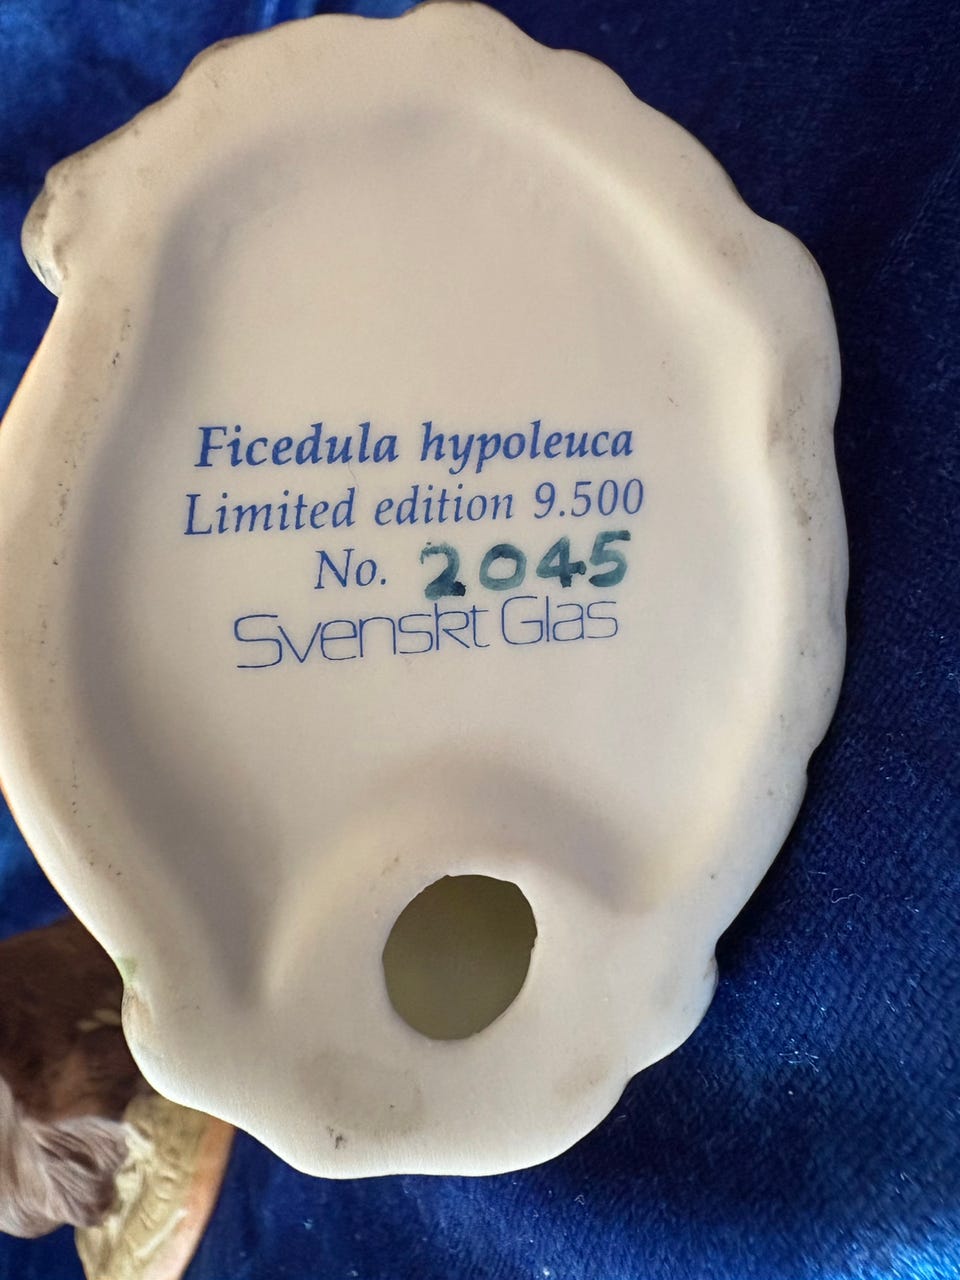 Ficedula hypoleuca
Limited edition 9.500
No. 2045
Svenskt Glas